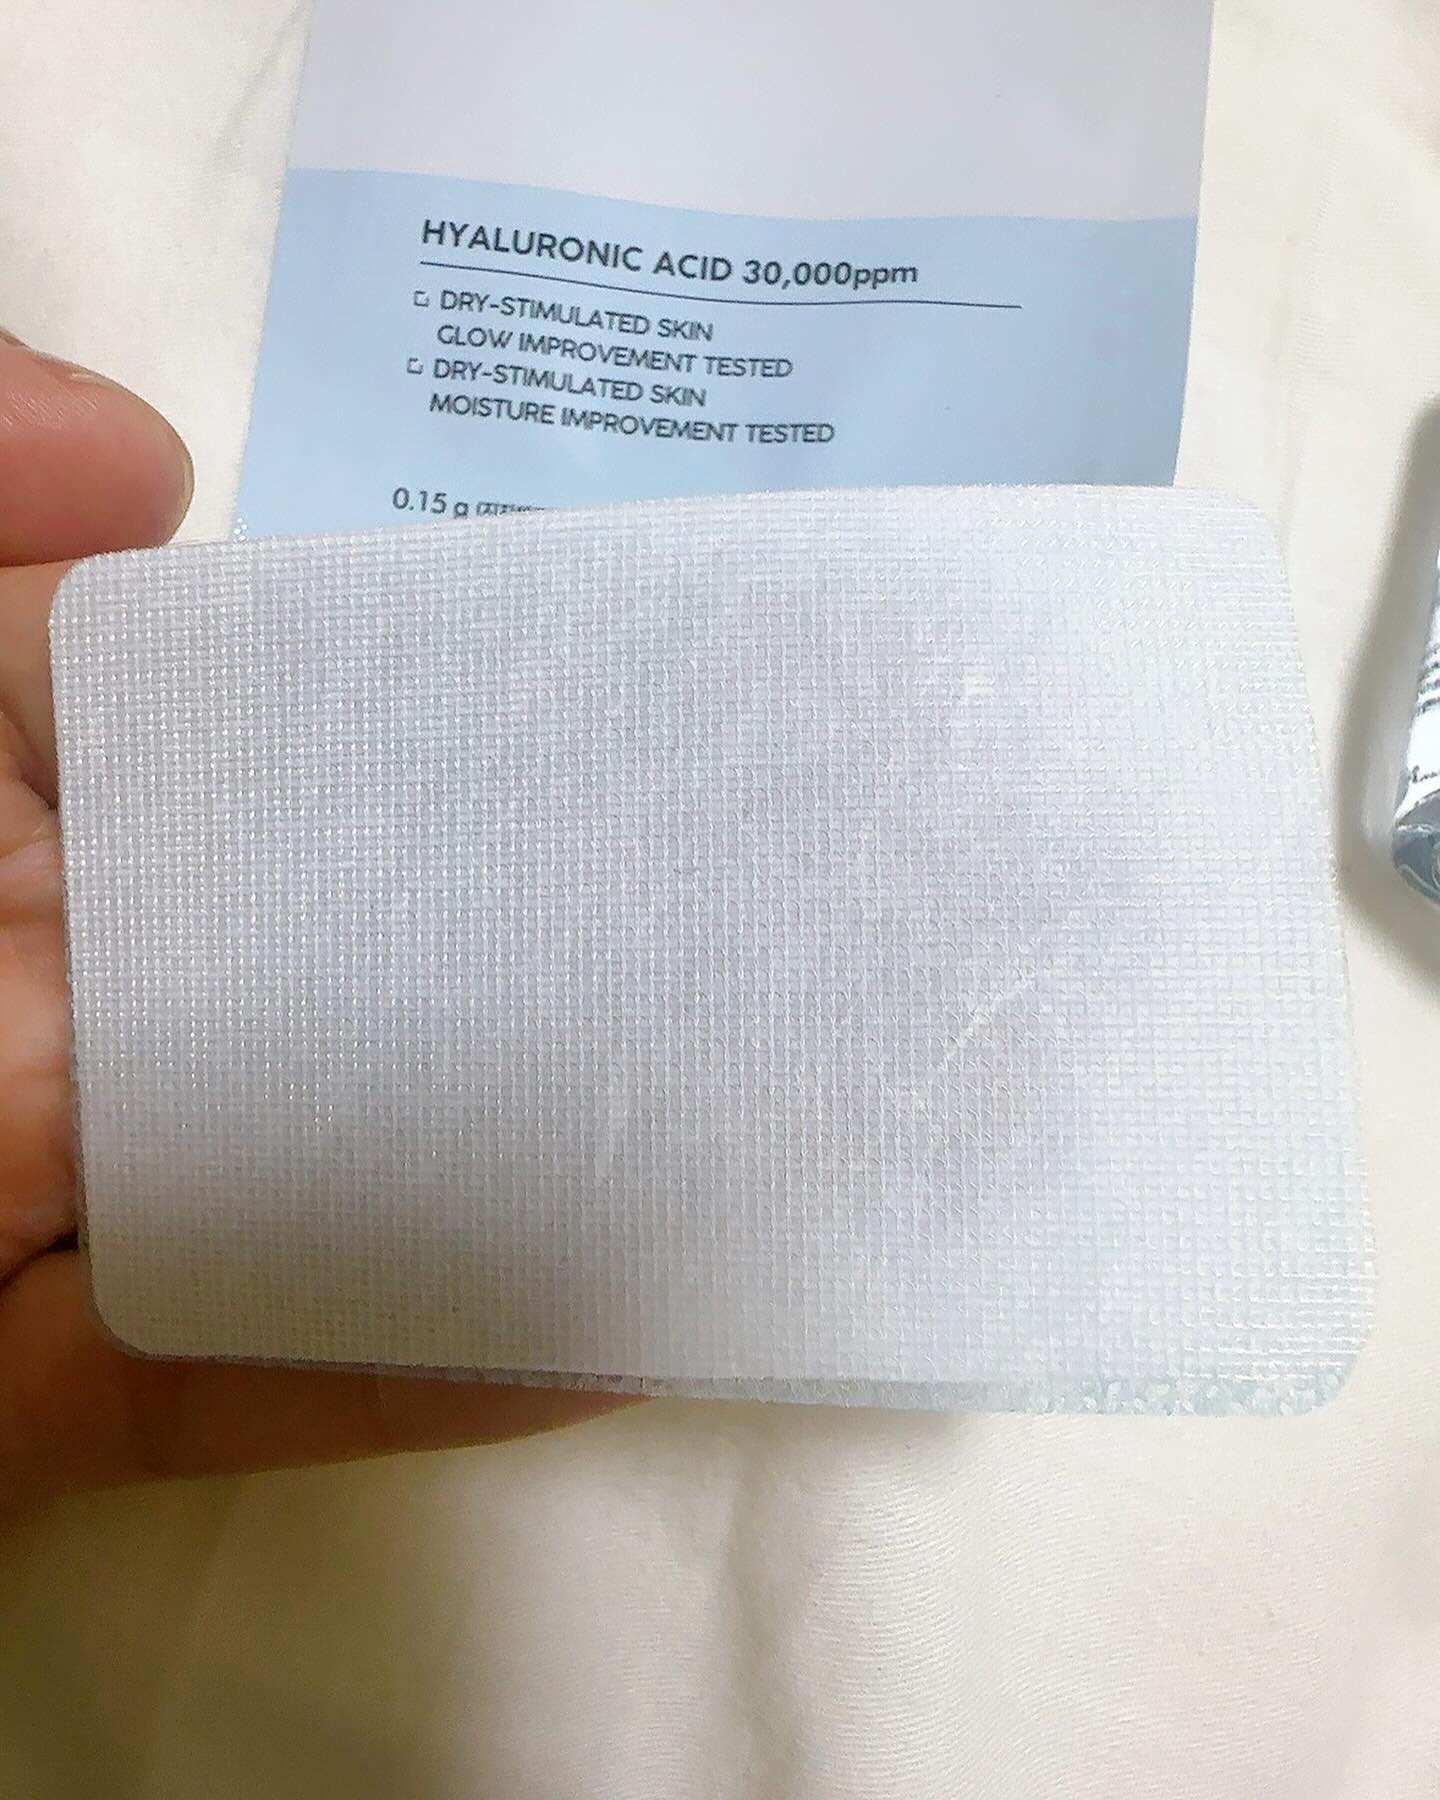 HYALURONIC ACID 30,000ppm
DRY-STIMULATED SKIN
GLOW IMPROVEMENT TESTED
DRY-STIMULATED SKIN
MOISTURE IMPROVEMENT TESTED
0.15 g